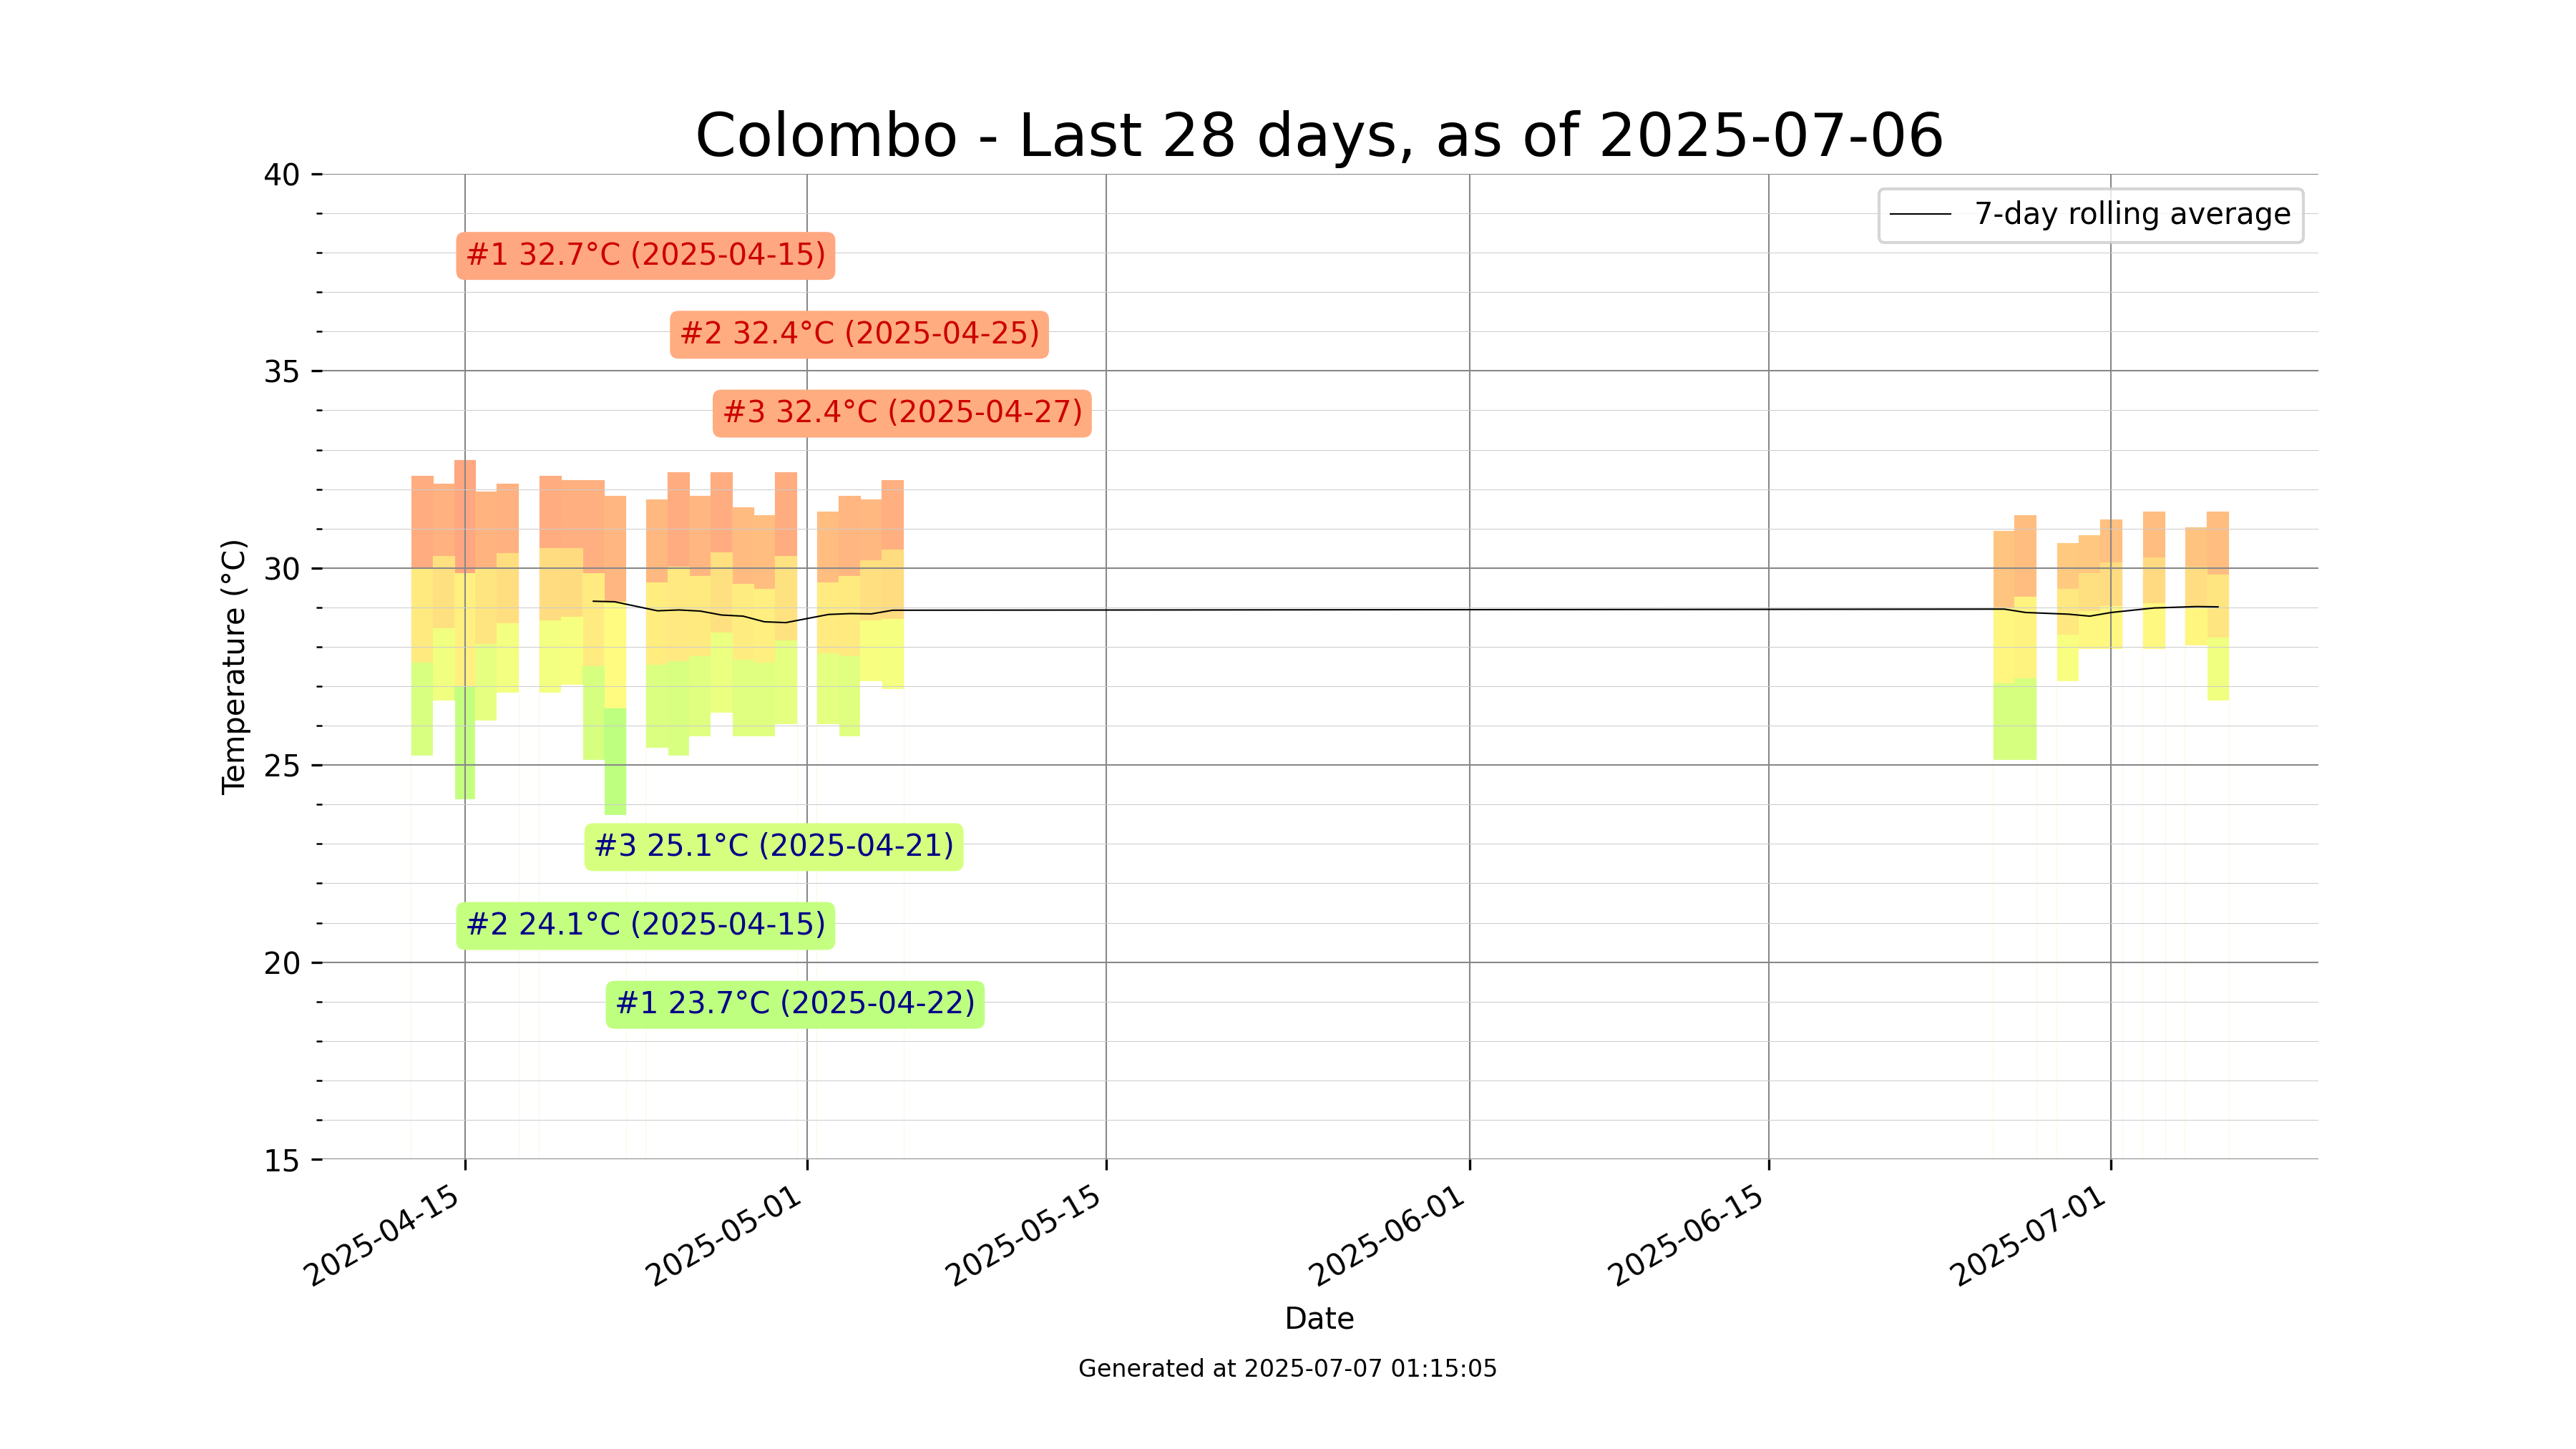 Colombo - Last 28 days, as of 2025-07-06
7-day rolling average
40
35
30
25
20
15
Temperature (°C)
#1 32.7°C (2025-04-15)
#2 32.4°C (2025-04-25)
#3 32.4°C (2025-04-27)
#3 25.1°C (2025-04-21)
#2 24.1°C (2025-04-15)
#1 23.7°C (2025-04-22)
2025-04-15
2025-05-01
2025-05-15
2025-06-01
2025-06-15
2025-07-01
Date
Generated at 2025-07-07 01:15:05